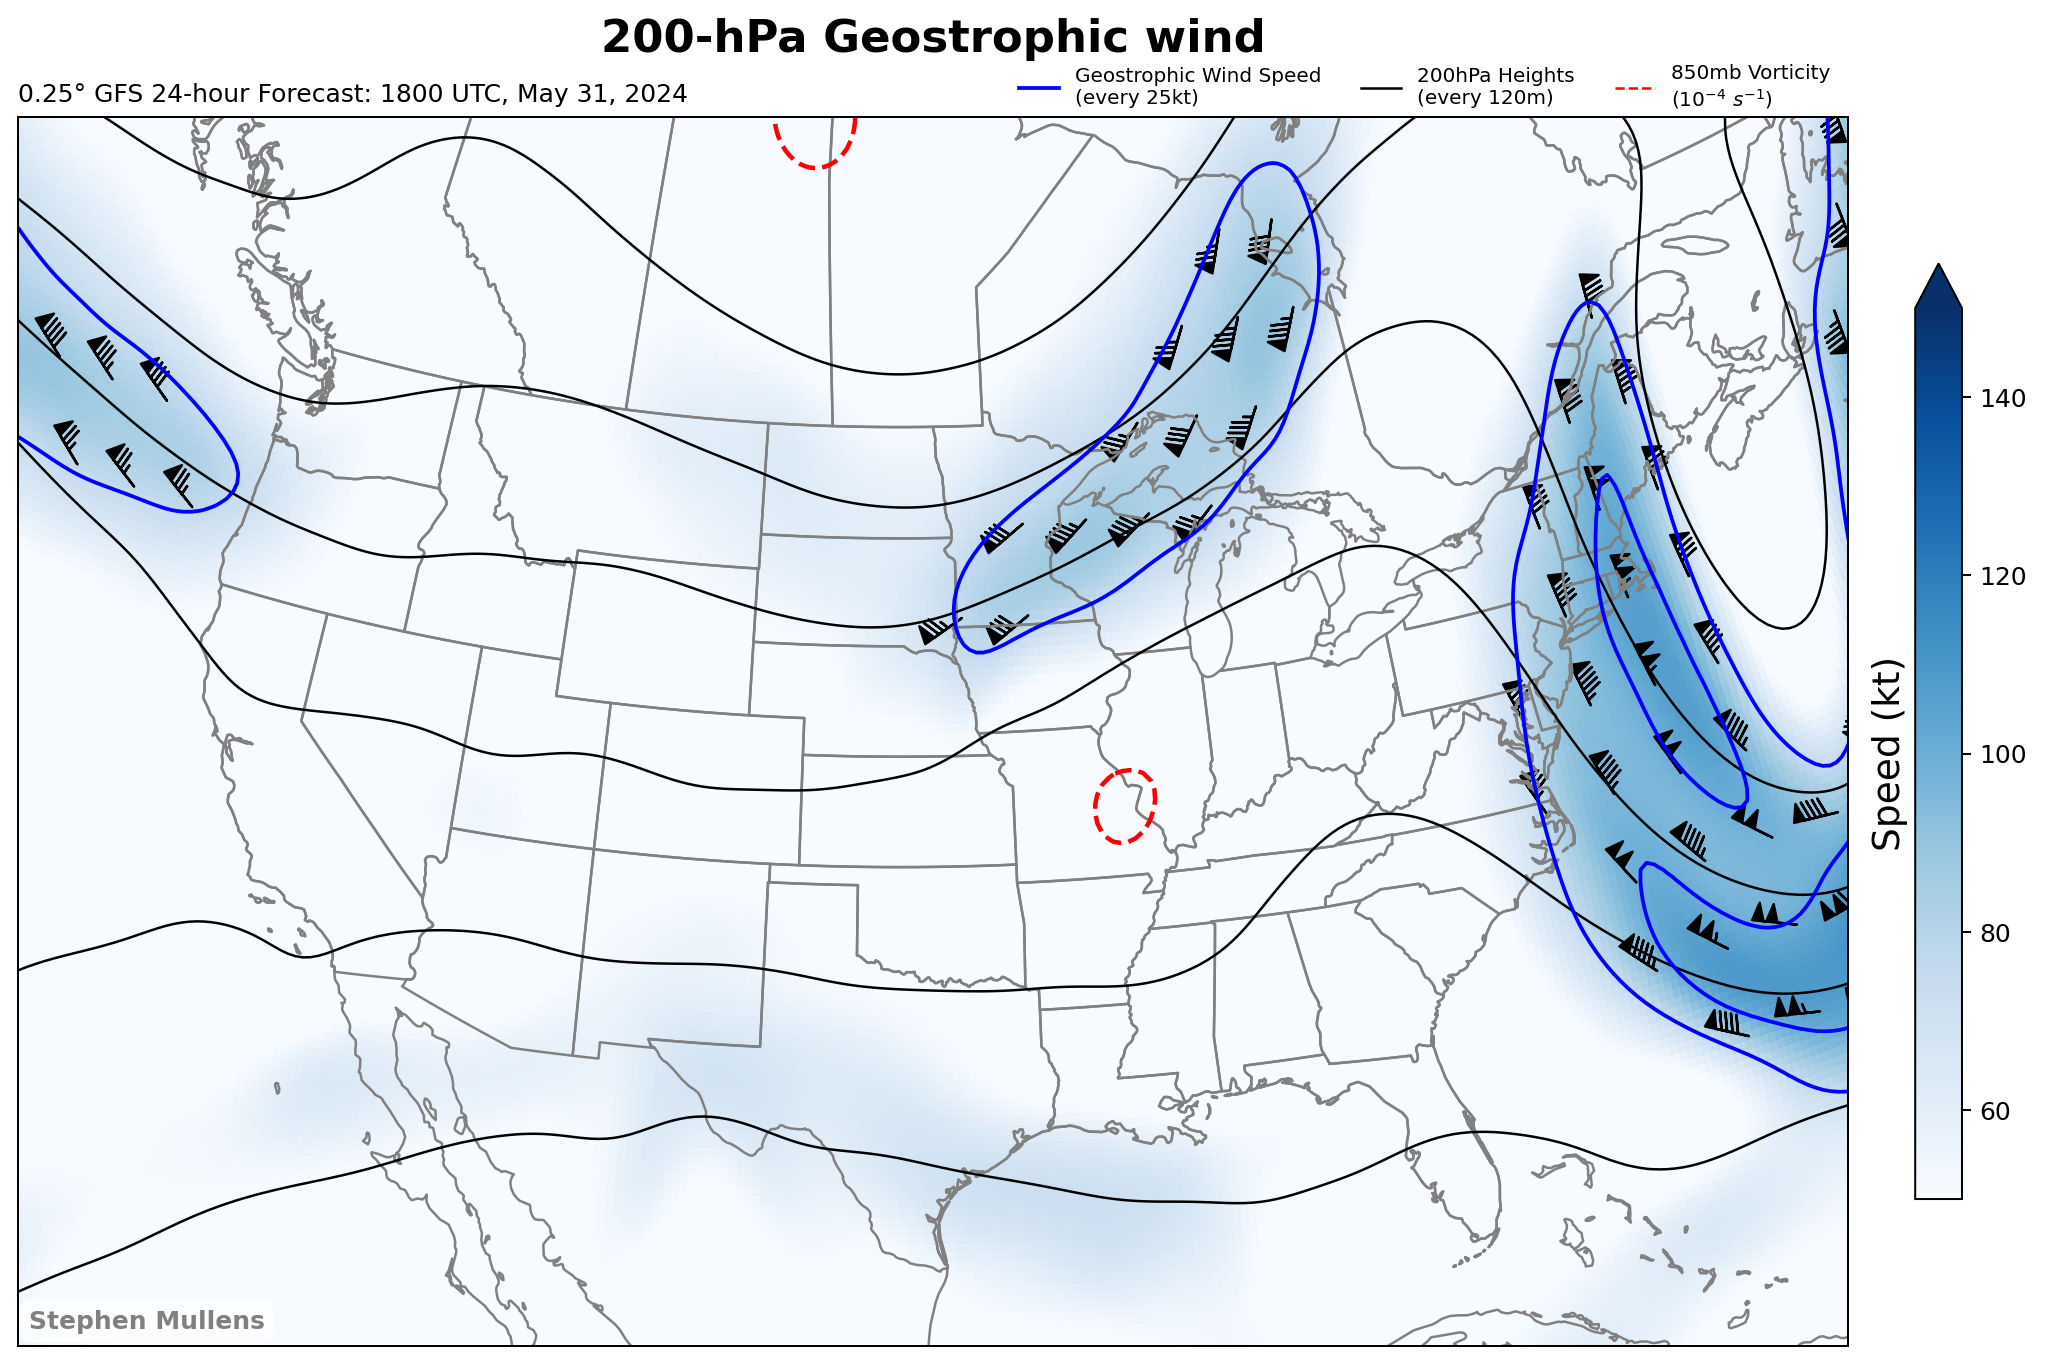 200-hPa Geostrophic wind
0.25° GFS 24-hour Forecast: 1800 UTC, May 31, 2024
Geostrophic Wind Speed
(every 25kt)
200hPa Heights
(every 120m)
850mb Vorticity
(10⁻⁴ s⁻¹)
140
120
100
80
60
Speed (kt)
Stephen Mullens